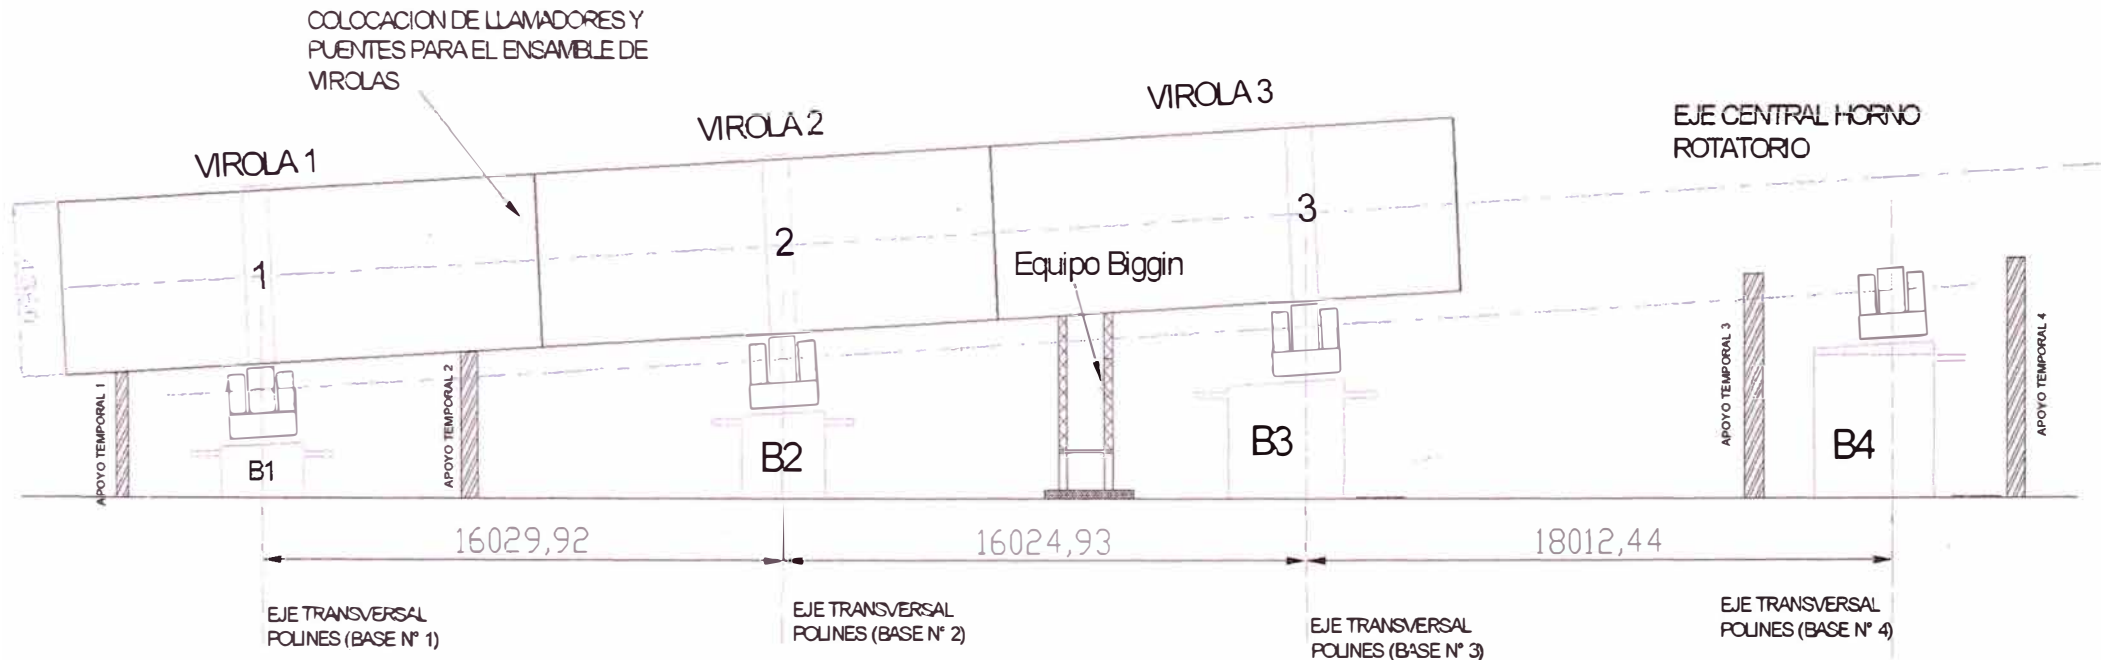 COLOCACION DE LLAMADORES Y
PUENTES PARA EL ENSAMBLE DE
VIROLAS
VIROLA 1
VIROLA 2
VIROLA 3
EJE CENTRAL HORNO
ROTATORIO
1
2
3
Equipo Biggin
APOYO TEMPORAL 1
APOYO TEMPORAL 2
APOYO TEMPORAL 3
APOYO TEMPORAL 4
B1
B2
B3
B4
16029,92
16024,93
18012,44
EJE TRANSVERSAL
POLINES (BASE N° 1)
EJE TRANSVERSAL
POLINES (BASE N° 2)
EJE TRANSVERSAL
POLINES (BASE N° 3)
EJE TRANSVERSAL
POLINES (BASE N° 4)